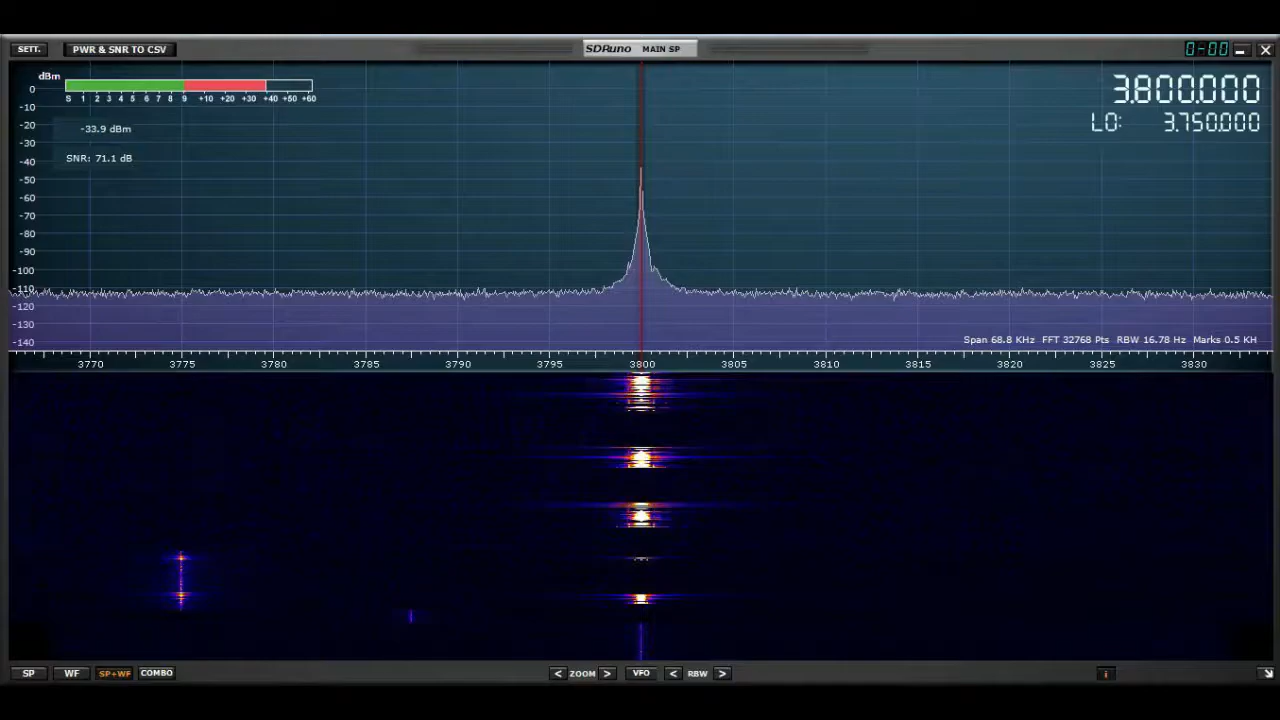 SETT. PWR & SNR TO CSV SDRuno MAIN SP 0-00
dBm
0
-10
-20
-30
-40
-50
-60
-70
-80
-90
-100
-110
-120
-130
-140
S 1 2 3 4 5 6 7 8 9 +10 +20 +30 +40 +50 +60
-33.9 dBm
SNR: 71.1 dB
3.800.000
LO: 3.750.000
Span 68.8 KHz FFT 32768 Pts RBW 16.78 Hz Marks 0.5 KH
3770 3775 3780 3785 3790 3795 3800 3805 3810 3815 3820 3825 3830
SP WF SP+WF COMBO < ZOOM > VFO < RBW > i